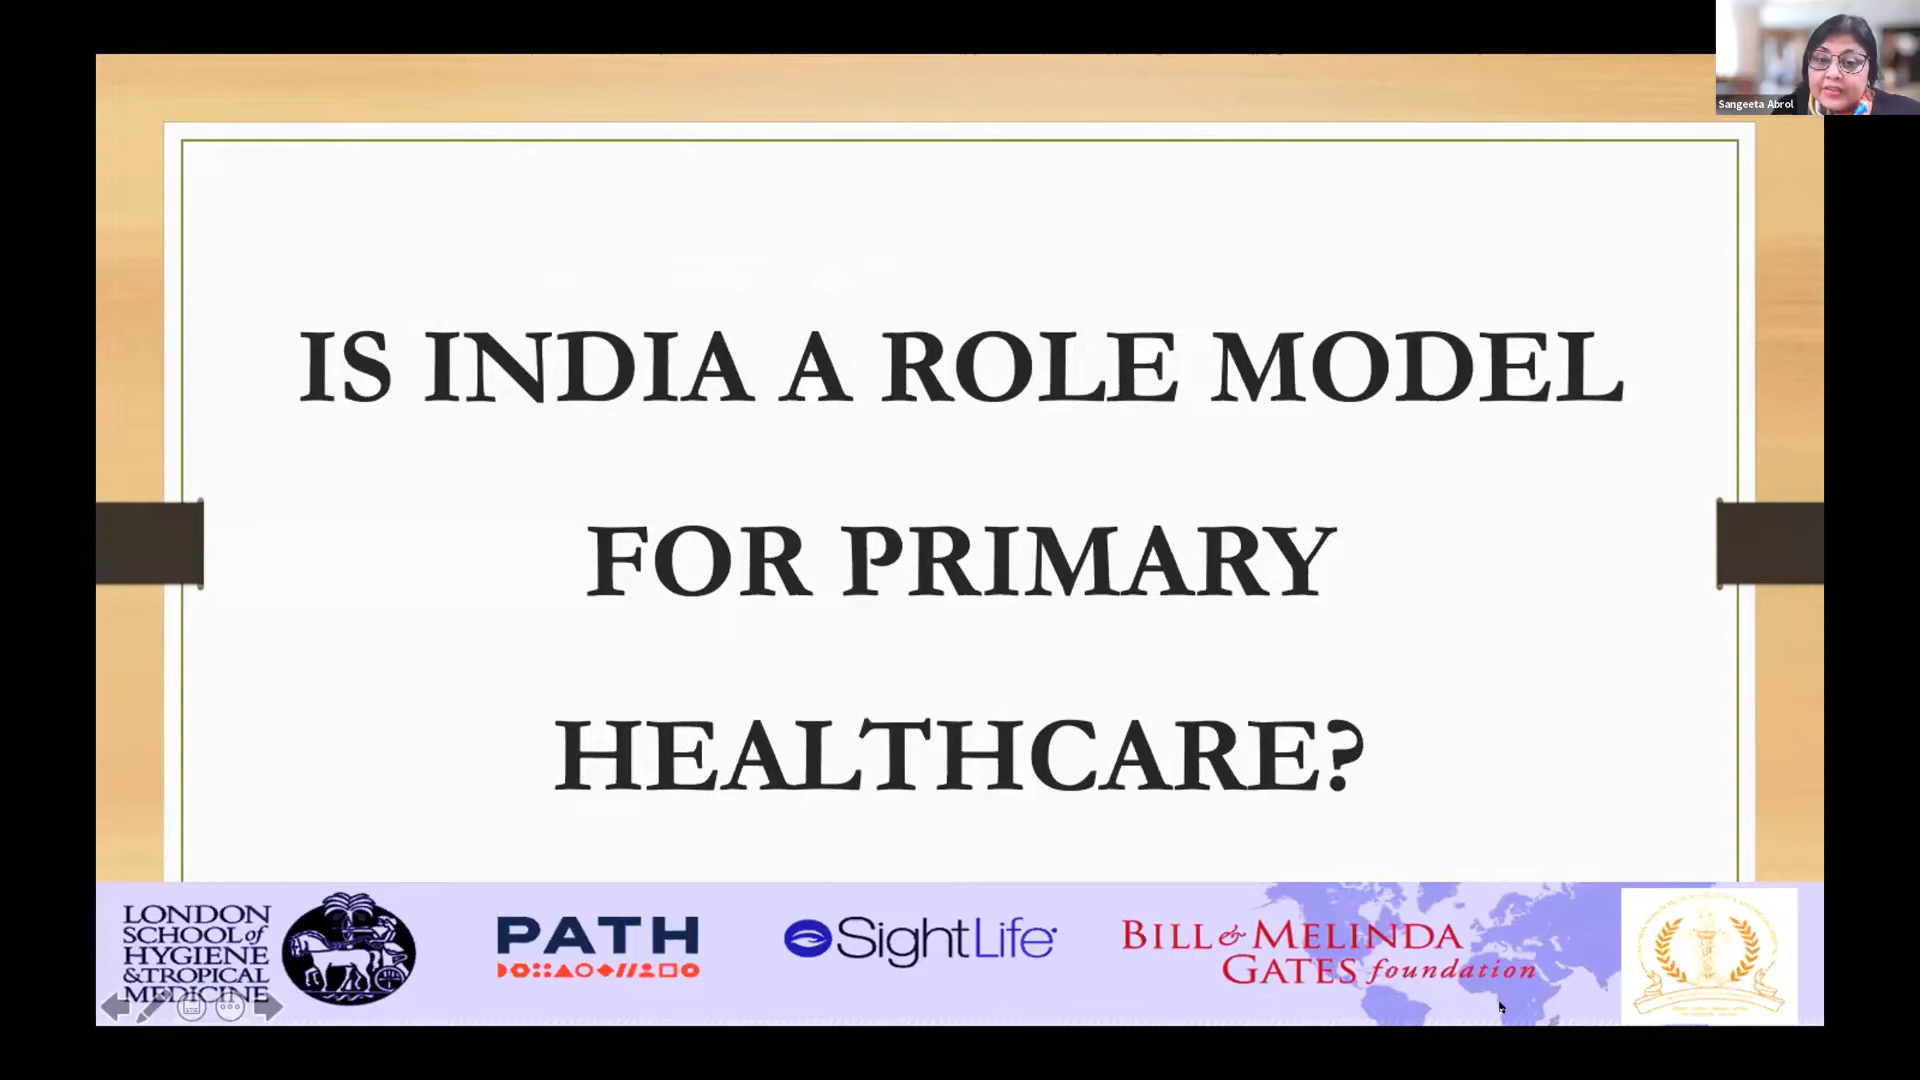 Sangeeta Abrol
IS INDIA A ROLE MODEL
FOR PRIMARY
HEALTHCARE?
LONDON
SCHOOL of
HYGIENE
& TROPICAL
MEDICINE
PATH
SightLife
BILL & MELINDA
GATES foundation